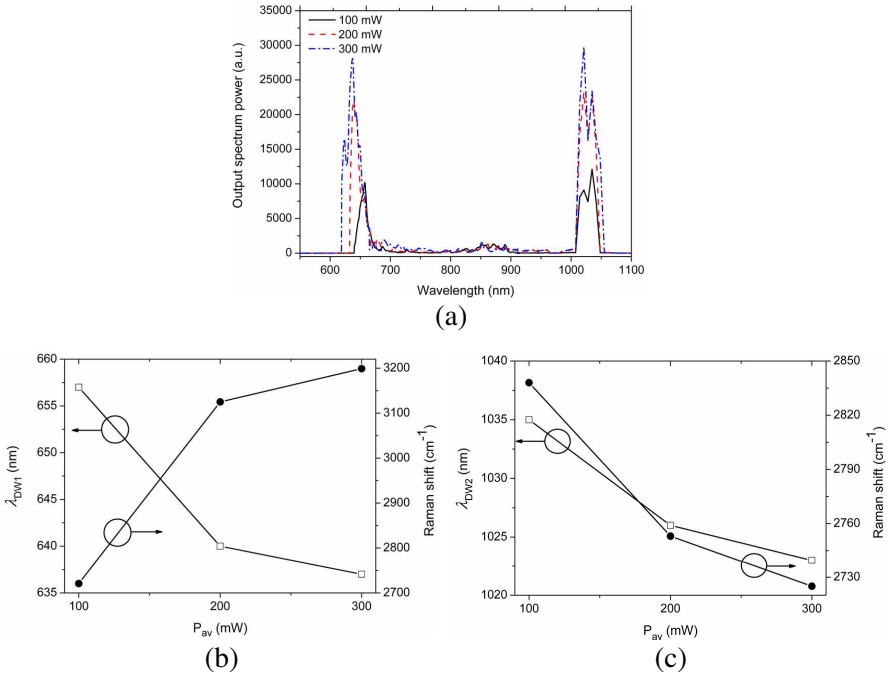 35000
30000
25000
20000
15000
10000
5000
0
Output spectrum power (a.u.)
100 mW
200 mW
300 mW
600 700 800 900 1000 1100
Wavelength (nm)
(a)
660
655
650
645
640
635
λDW1 (nm)
3200
3100
3000
2900
2800
2700
Raman shift (cm-1)
100 200 300
Pav (mW)
(b)
1040
1035
1030
1025
1020
λDW2 (nm)
2850
2820
2790
2760
2730
Raman shift (cm-1)
100 200 300
Pav (mW)
(c)